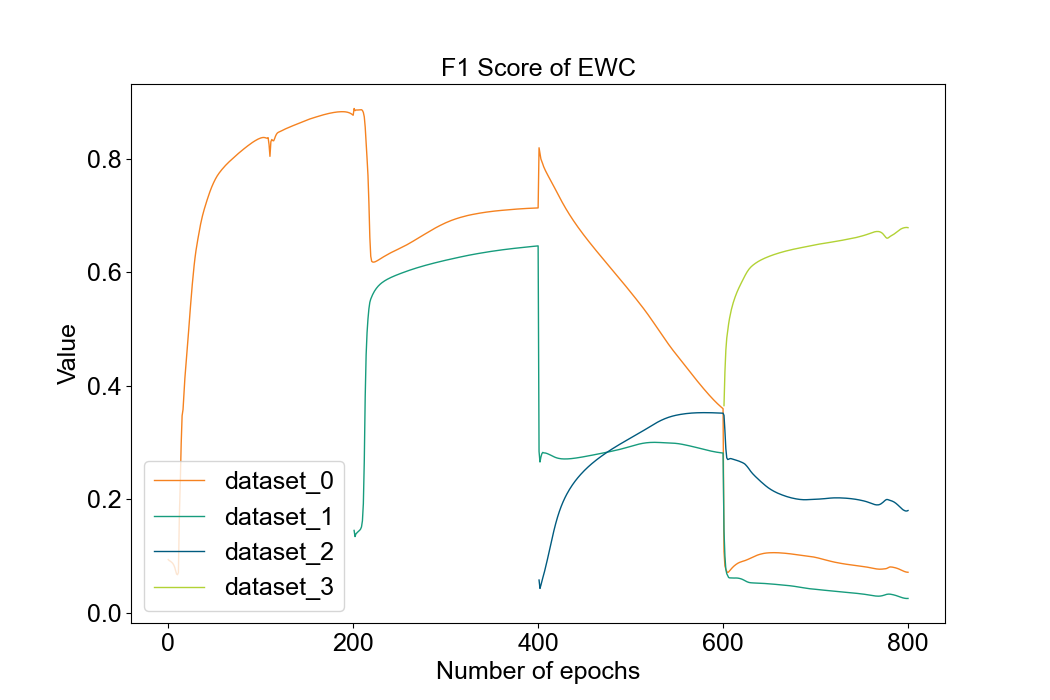 F1 Score of EWC
Value
0.8
0.6
0.4
0.2
0.0
dataset_0
dataset_1
dataset_2
dataset_3
0 200 400 600 800
Number of epochs